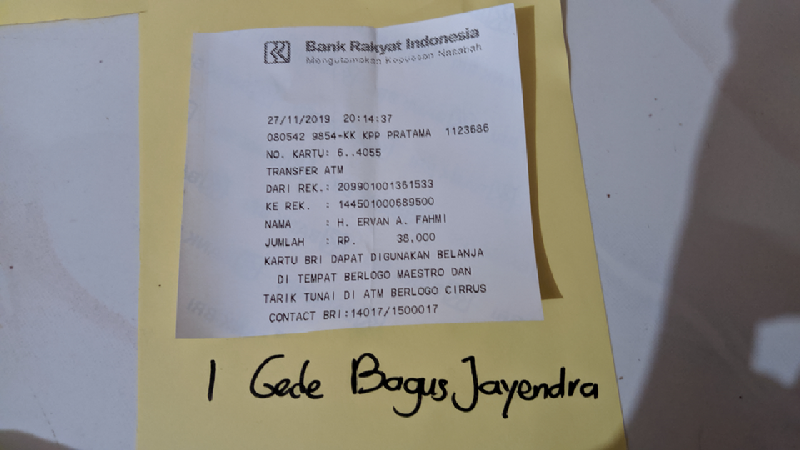 Bank Rakyat Indonesia
Mengutamakan Kepuasan Nasabah
27/11/2019 20:14:37
080542 9854-KK KPP PRATAMA 1123686
NO. KARTU: 6..4055
TRANSFER ATM
DARI REK.: 209901001361533
KE REK. : 144501000689500
NAMA : H. ERVAN A. FAHMI
JUMLAH : RP. 38,000
KARTU BRI DAPAT DIGUNAKAN BELANJA
DI TEMPAT BERLOGO MAESTRO DAN
TARIK TUNAI DI ATM BERLOGO CIRRUS
CONTACT BRI:14017/1500017
I Gede Bagus Jayendra